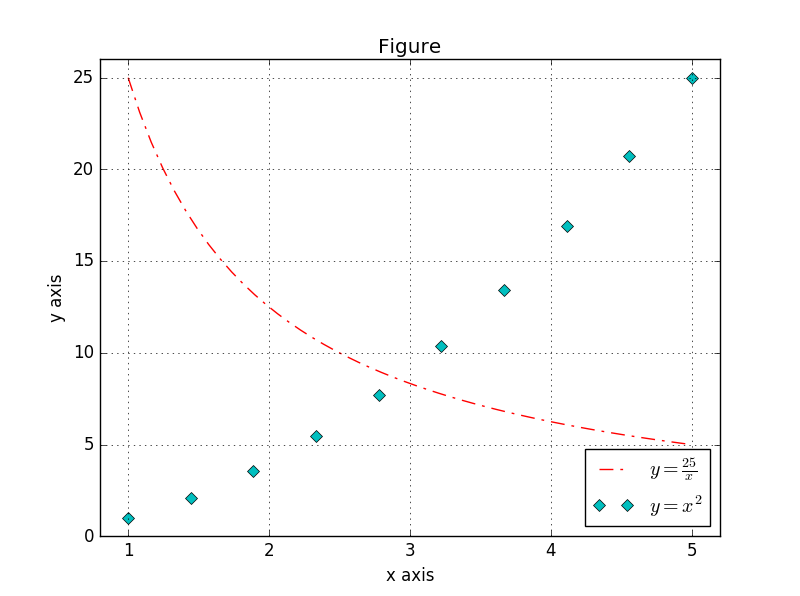 Figure
25
20
15
10
5
0
y axis
1 2 3 4 5
x axis
y = 25/x
y = x²